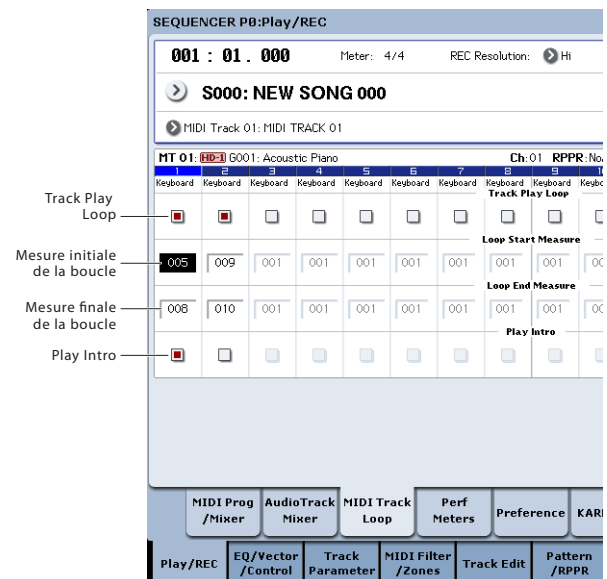 SEQUENCER P0:Play/REC
001 : 01 . 000 Meter: 4/4 REC Resolution: Hi
S000: NEW SONG 000
MIDI Track 01: MIDI TRACK 01
MT 01: HD-1 G001: Acoustic Piano Ch:01 RPPR:No
1 2 3 4 5 6 7 8 9
Keyboard Keyboard Keyboard Keyboard Keyboard Keyboard Keyboard Keyboard Keyboard
Track Play Loop
Track Play
Loop
Loop Start Measure
Mesure initiale
de la boucle
005 009 001 001 001 001 001 001 001
Loop End Measure
Mesure finale
de la boucle
008 010 001 001 001 001 001 001 001
Play Intro
Play Intro
MIDI Prog
/Mixer
AudioTrack
Mixer
MIDI Track
Loop
Perf
Meters
Preference
Play/REC
EQ/Vector
/Control
Track
Parameter
MIDI Filter
/Zones
Track Edit
Pattern
/RPPR